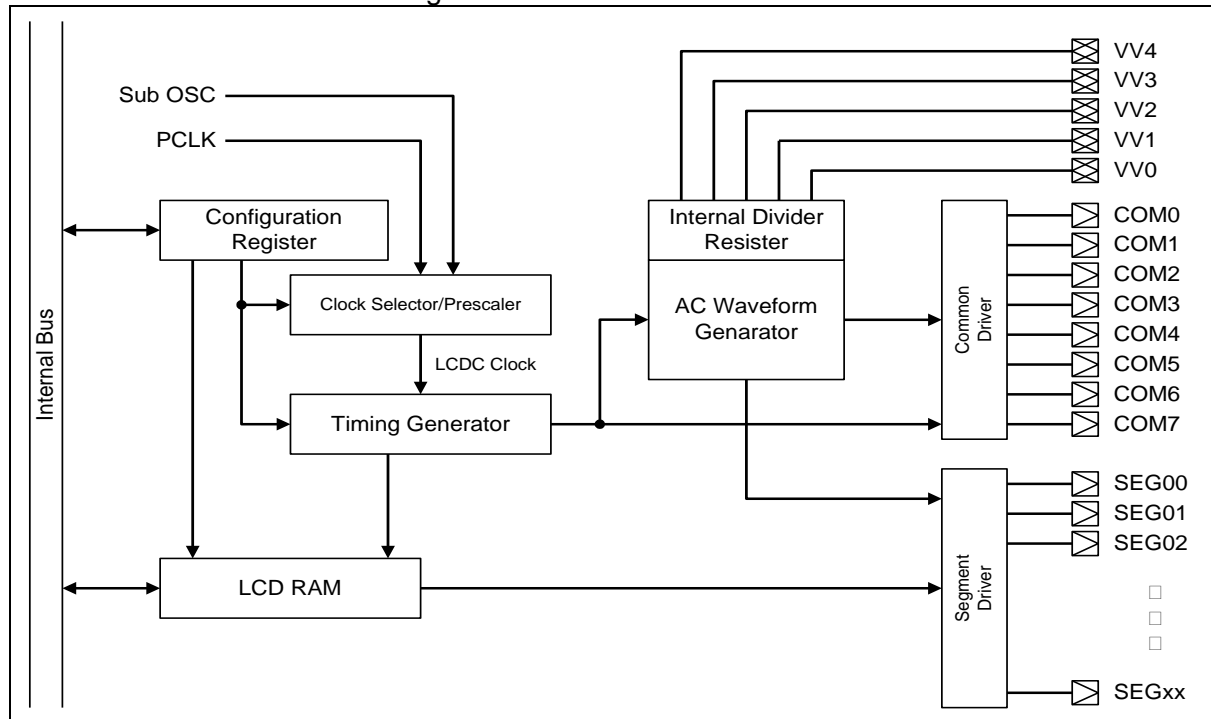 g
VV4
VV3
VV2
VV1
VV0
Sub OSC
PCLK
Configuration
Register
Internal Divider
Resister
COM0
COM1
COM2
COM3
COM4
COM5
COM6
COM7
Clock Selector/Prescaler
AC Waveform
Genarator
Common
Driver
LCDC Clock
Internal Bus
Timing Generator
SEG00
SEG01
SEG02
LCD RAM
Segment
Driver
SEGxx